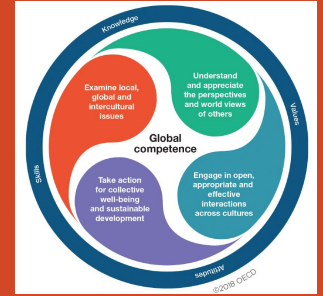 Knowledge
Examine local,
global and
intercultural
issues
Understand
and appreciate
the perspectives
and world views
of others
Values
Global
competence
Skills
Take action
for collective
well-being
and sustainable
development
Engage in open,
appropriate and
effective
interactions
across cultures
Attitudes
©2018 OECD